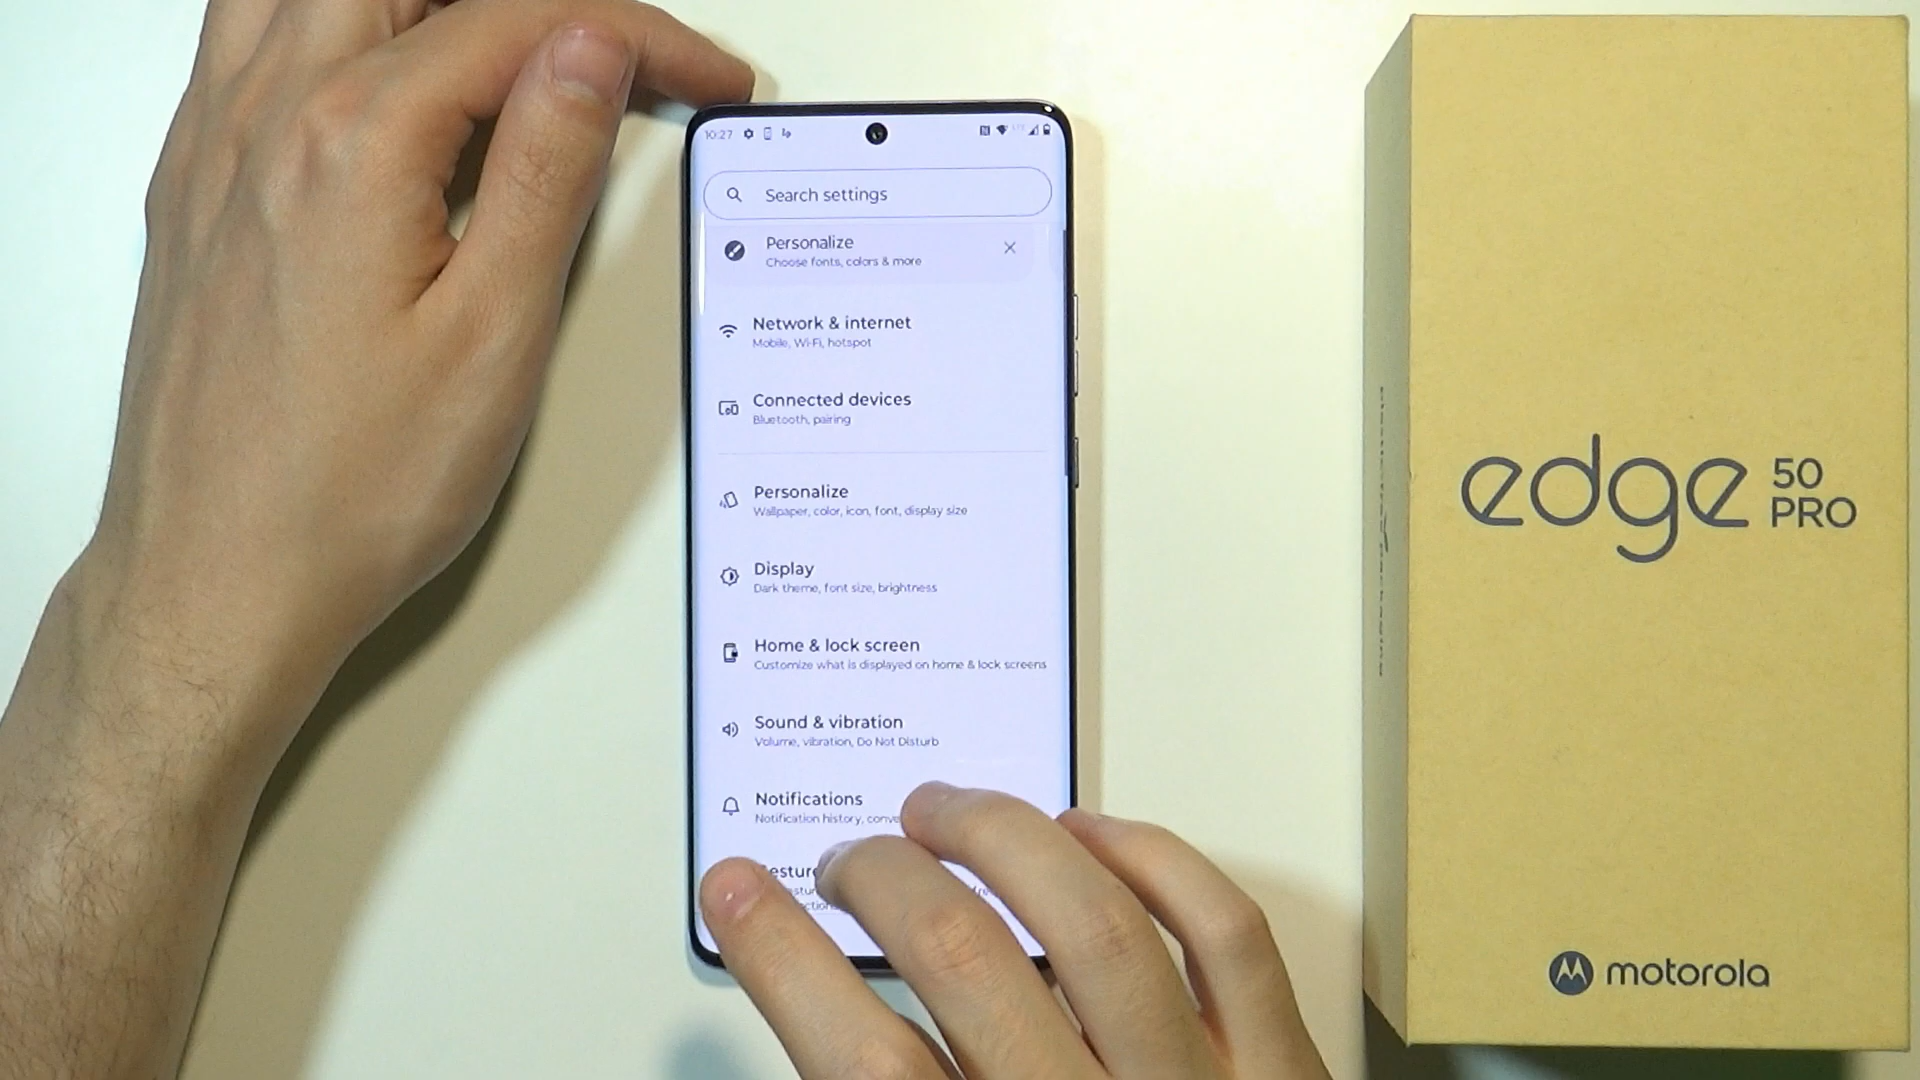 10:27
Search settings
Personalize
Choose fonts, colors & more
Network & internet
Mobile, Wi-Fi, hotspot
Connected devices
Bluetooth, pairing
Personalize
Wallpaper, color, icon, font, display size
Display
Dark theme, font size, brightness
Home & lock screen
Customize what is displayed on home & lock screens
Sound & vibration
Volume, vibration, Do Not Disturb
Notifications
Notification history,
edge 50
PRO
motorola